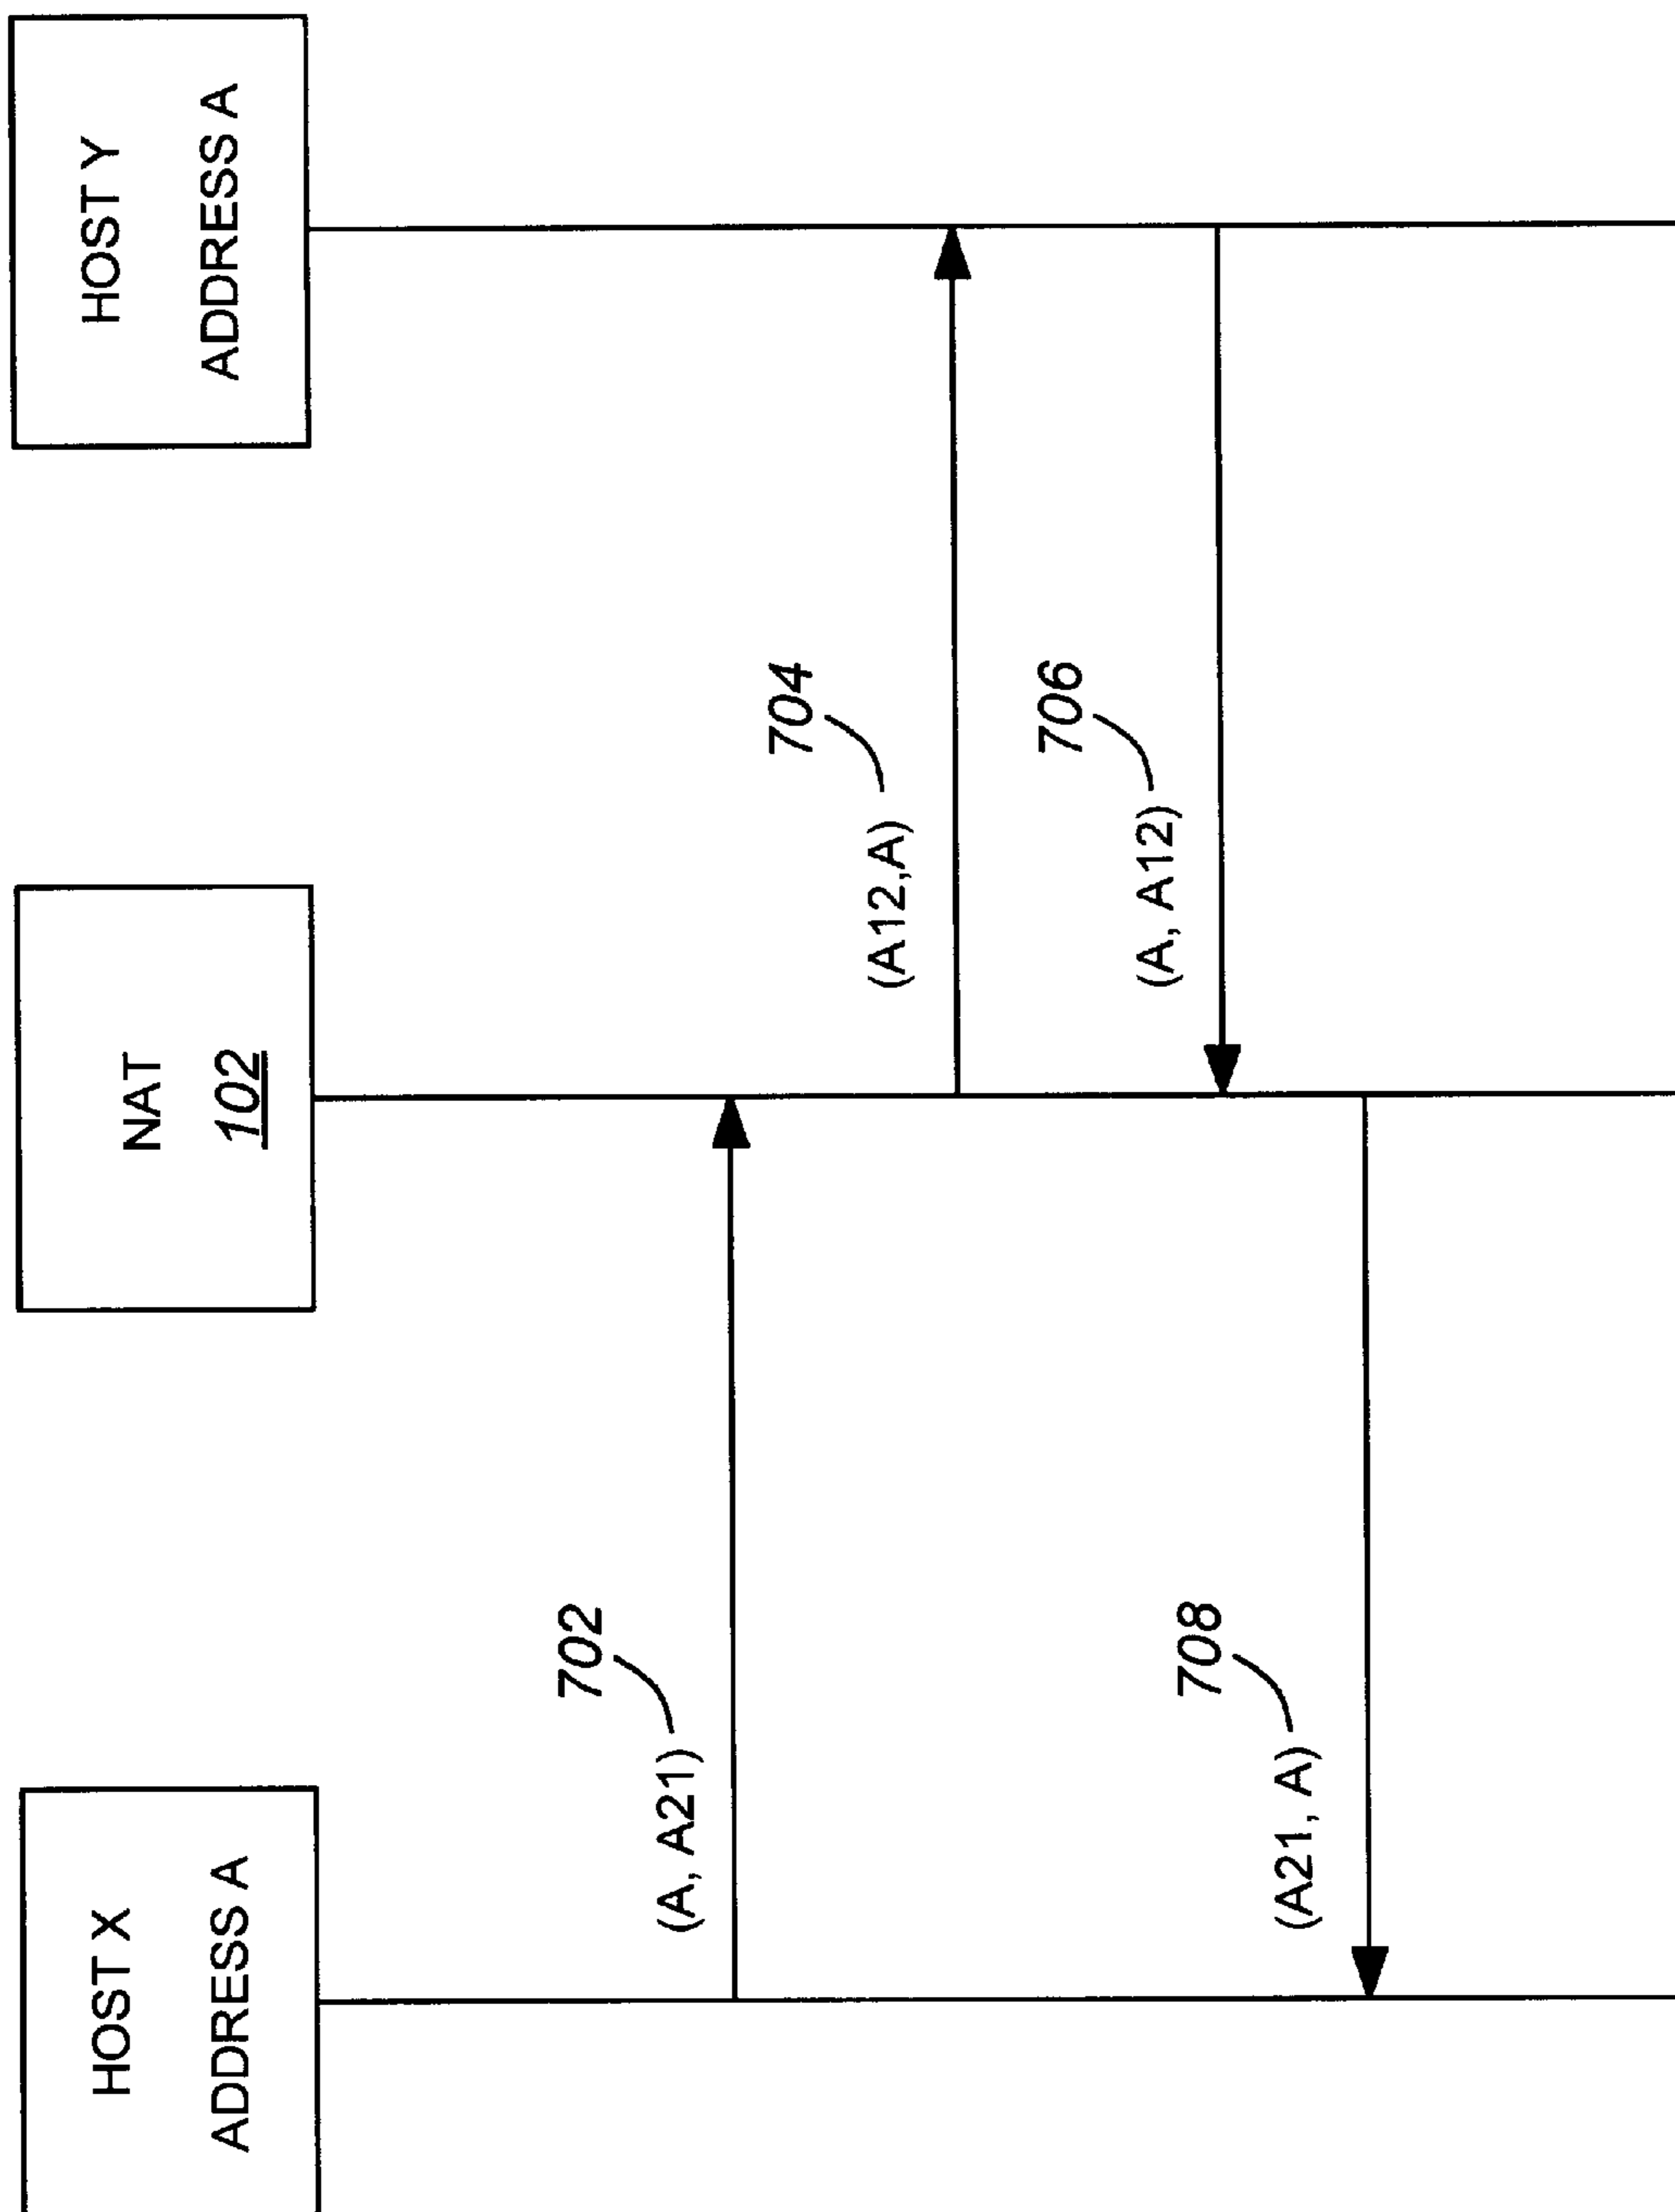 HOST X
ADDRESS A
NAT
102
HOST Y
ADDRESS A
702
(A, A21)
704
(A12,A)
706
(A, A12)
708
(A21, A)